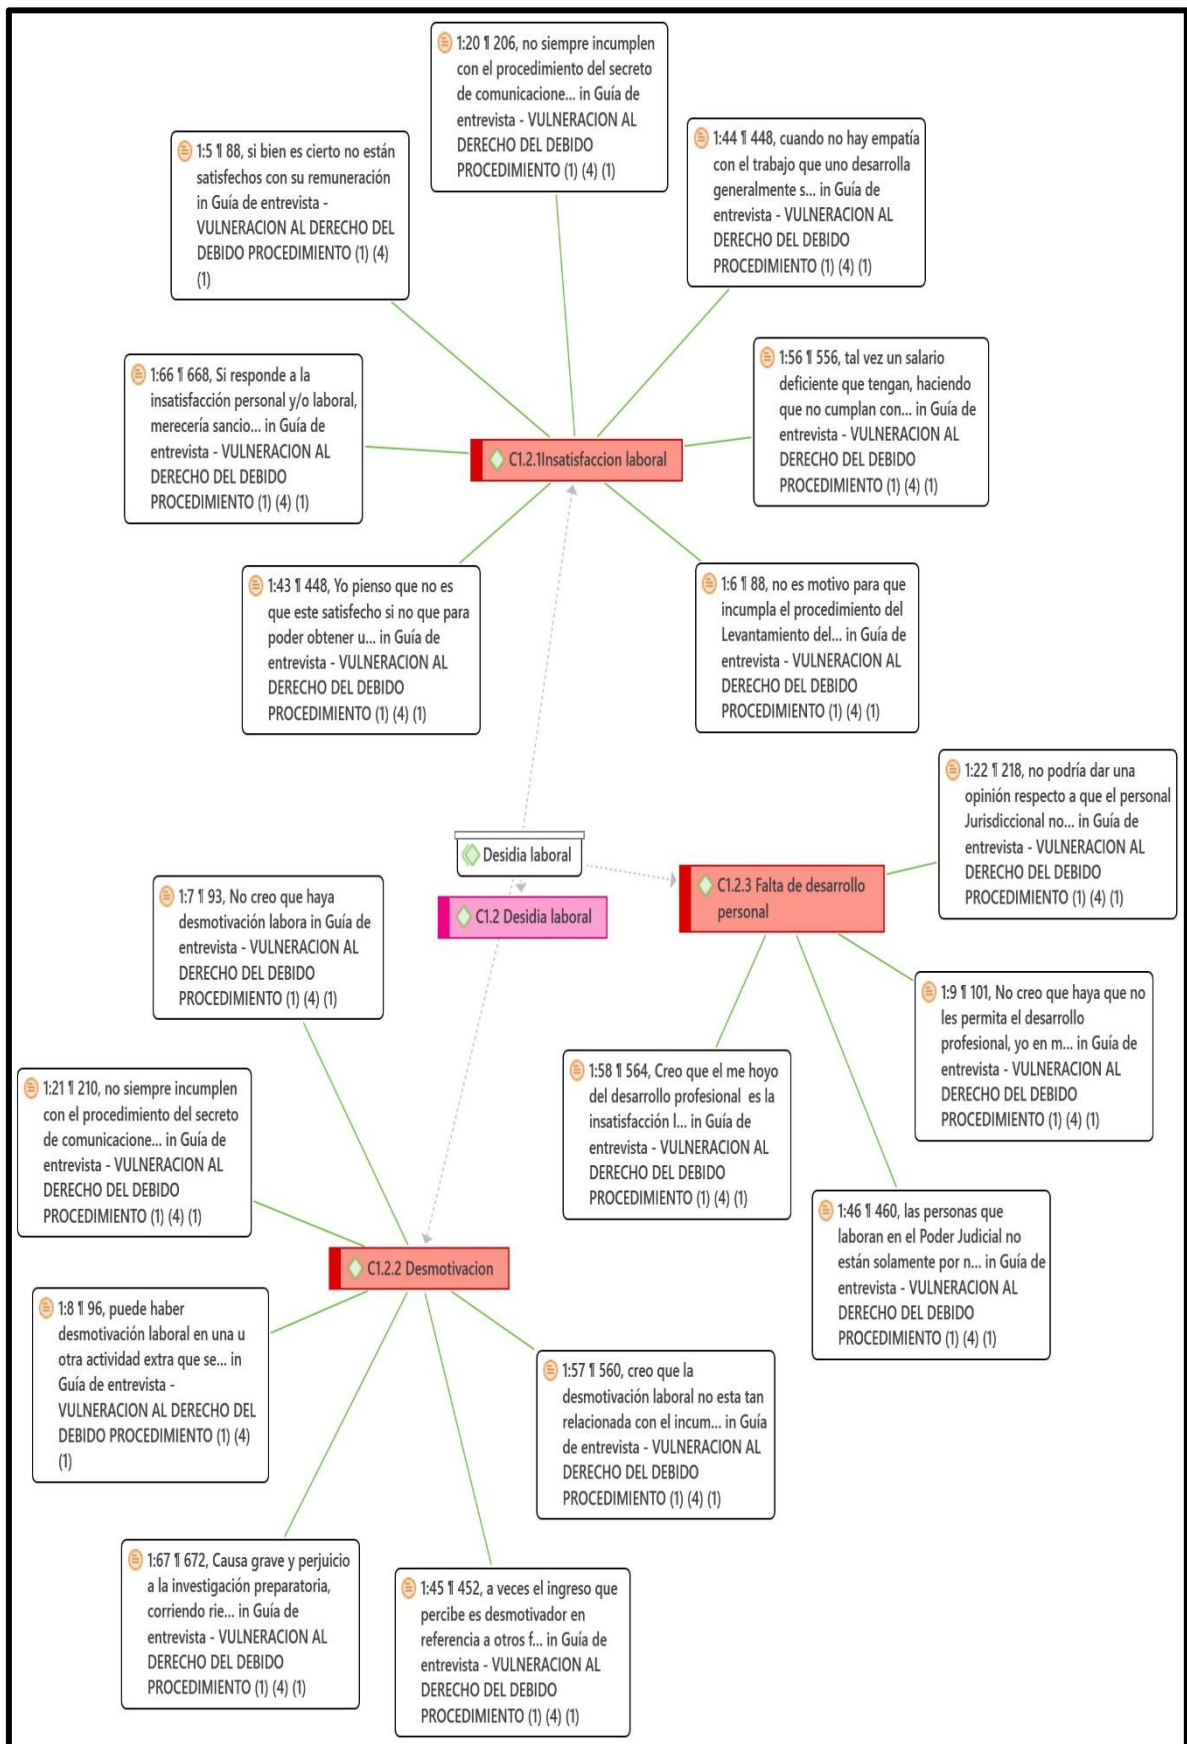 1:20 ¶ 206, no siempre incumplen
con el procedimiento del secreto
de comunicacione... in Guía de
entrevista - VULNERACION AL
DERECHO DEL DEBIDO
PROCEDIMIENTO (1) (4) (1)
1:5 ¶ 88, si bien es cierto no están
satisfechos con su remuneración
in Guía de entrevista -
VULNERACION AL DERECHO DEL
DEBIDO PROCEDIMIENTO (1) (4)
(1)
1:44 ¶ 448, cuando no hay empatía
con el trabajo que uno desarrolla
generalmente s... in Guía de
entrevista - VULNERACION AL
DERECHO DEL DEBIDO
PROCEDIMIENTO (1) (4) (1)
1:66 ¶ 668, Si responde a la
insatisfacción personal y/o laboral,
merecería sancio... in Guía de
entrevista - VULNERACION AL
DERECHO DEL DEBIDO
PROCEDIMIENTO (1) (4) (1)
1:56 ¶ 556, tal vez un salario
deficiente que tengan, haciendo
que no cumplan con... in Guía de
entrevista - VULNERACION AL
DERECHO DEL DEBIDO
PROCEDIMIENTO (1) (4) (1)
C1.2.1Insatisfaccion laboral
1:43 ¶ 448, Yo pienso que no es
que este satisfecho si no que para
poder obtener u... in Guía de
entrevista - VULNERACION AL
DERECHO DEL DEBIDO
PROCEDIMIENTO (1) (4) (1)
1:6 ¶ 88, no es motivo para que
incumpla el procedimiento del
Levantamiento del... in Guía de
entrevista - VULNERACION AL
DERECHO DEL DEBIDO
PROCEDIMIENTO (1) (4) (1)
1:22 ¶ 218, no podría dar una
opinión respecto a que el personal
Jurisdiccional no... in Guía de
entrevista - VULNERACION AL
DERECHO DEL DEBIDO
PROCEDIMIENTO (1) (4) (1)
Desidia laboral
C1.2 Desidia laboral
C1.2.3 Falta de desarrollo
personal
1:7 ¶ 93, No creo que haya
desmotivación labora in Guía de
entrevista - VULNERACION AL
DERECHO DEL DEBIDO
PROCEDIMIENTO (1) (4) (1)
1:9 ¶ 101, No creo que haya que no
les permita el desarrollo
profesional, yo en m... in Guía de
entrevista - VULNERACION AL
DERECHO DEL DEBIDO
PROCEDIMIENTO (1) (4) (1)
1:58 ¶ 564, Creo que el me hoyo
del desarrollo profesional es la
insatisfacción l... in Guía de
entrevista - VULNERACION AL
DERECHO DEL DEBIDO
PROCEDIMIENTO (1) (4) (1)
1:21 ¶ 210, no siempre incumplen
con el procedimiento del secreto
de comunicacione... in Guía de
entrevista - VULNERACION AL
DERECHO DEL DEBIDO
PROCEDIMIENTO (1) (4) (1)
1:46 ¶ 460, las personas que
laboran en el Poder Judicial no
están solamente por n... in Guía de
entrevista - VULNERACION AL
DERECHO DEL DEBIDO
PROCEDIMIENTO (1) (4) (1)
C1.2.2 Desmotivacion
1:8 ¶ 96, puede haber
desmotivación laboral en una u
otra actividad extra que se... in
Guía de entrevista -
VULNERACION AL DERECHO DEL
DEBIDO PROCEDIMIENTO (1) (4)
(1)
1:57 ¶ 560, creo que la
desmotivación laboral no esta tan
relacionada con el incum... in Guía
de entrevista - VULNERACION AL
DERECHO DEL DEBIDO
PROCEDIMIENTO (1) (4) (1)
1:67 ¶ 672, Causa grave y perjuicio
a la investigación preparatoria,
corriendo rie... in Guía de
entrevista - VULNERACION AL
DERECHO DEL DEBIDO
PROCEDIMIENTO (1) (4) (1)
1:45 ¶ 452, a veces el ingreso que
percibe es desmotivador en
referencia a otros f... in Guía de
entrevista - VULNERACION AL
DERECHO DEL DEBIDO
PROCEDIMIENTO (1) (4) (1)